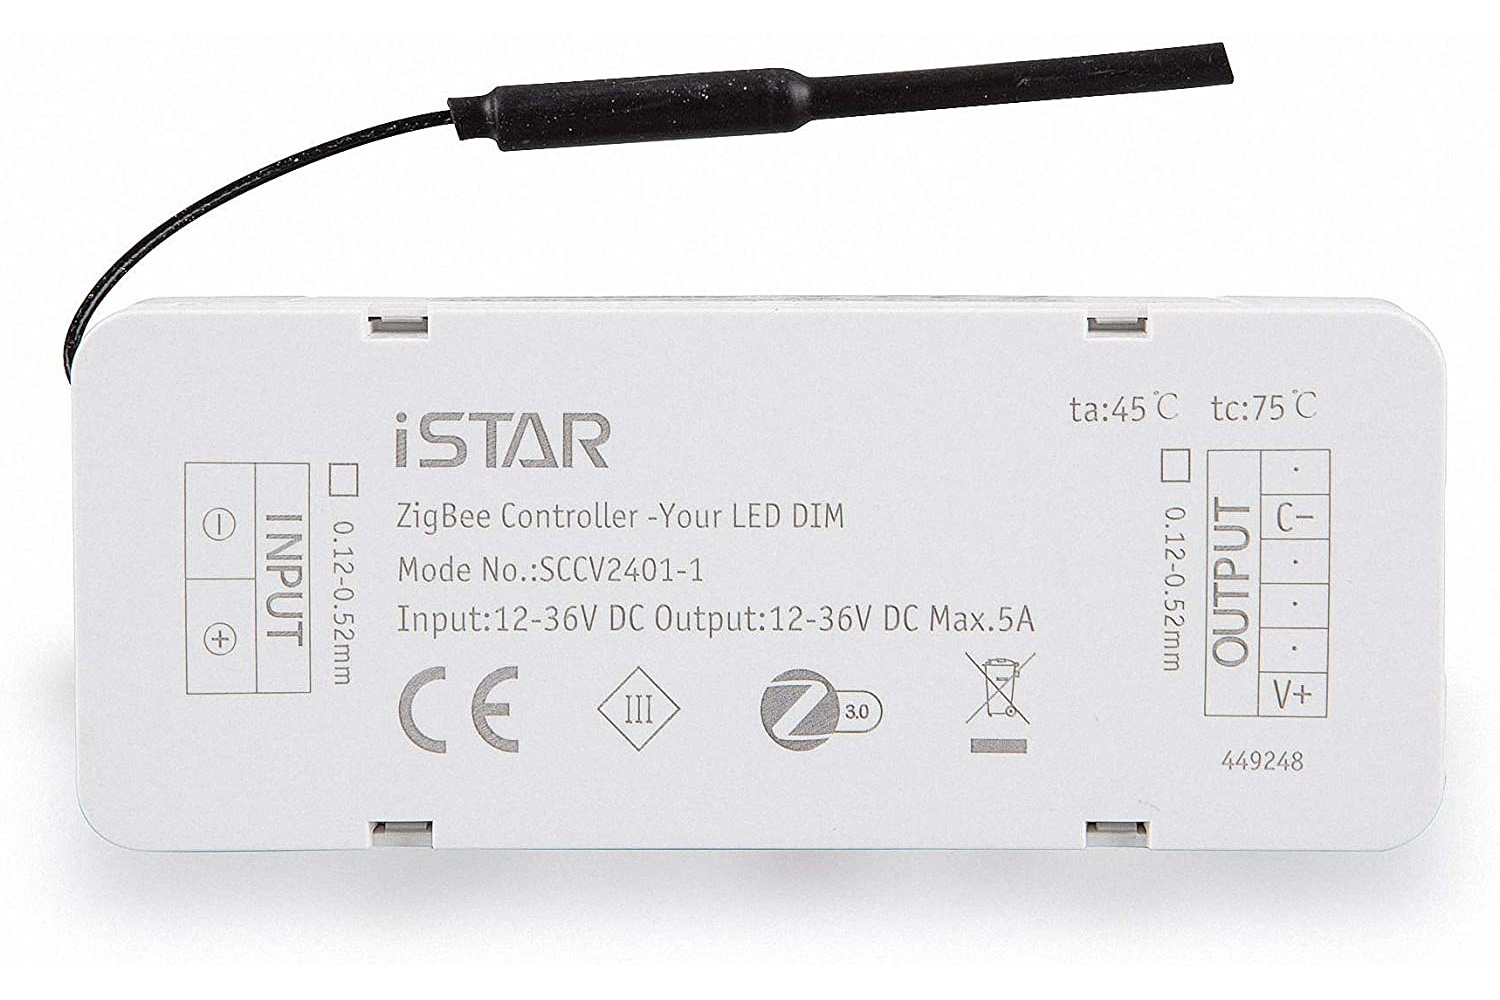 iSTAR
ZigBee Controller -Your LED DIM
Mode No.:SCCV2401-1
Input:12-36V DC Output:12-36V DC Max.5A
CE
III
Z 3.0
INPUT
0.12-0.52mm
ta:45℃ tc:75℃
0.12-0.52mm
OUTPUT
C-
V+
449248